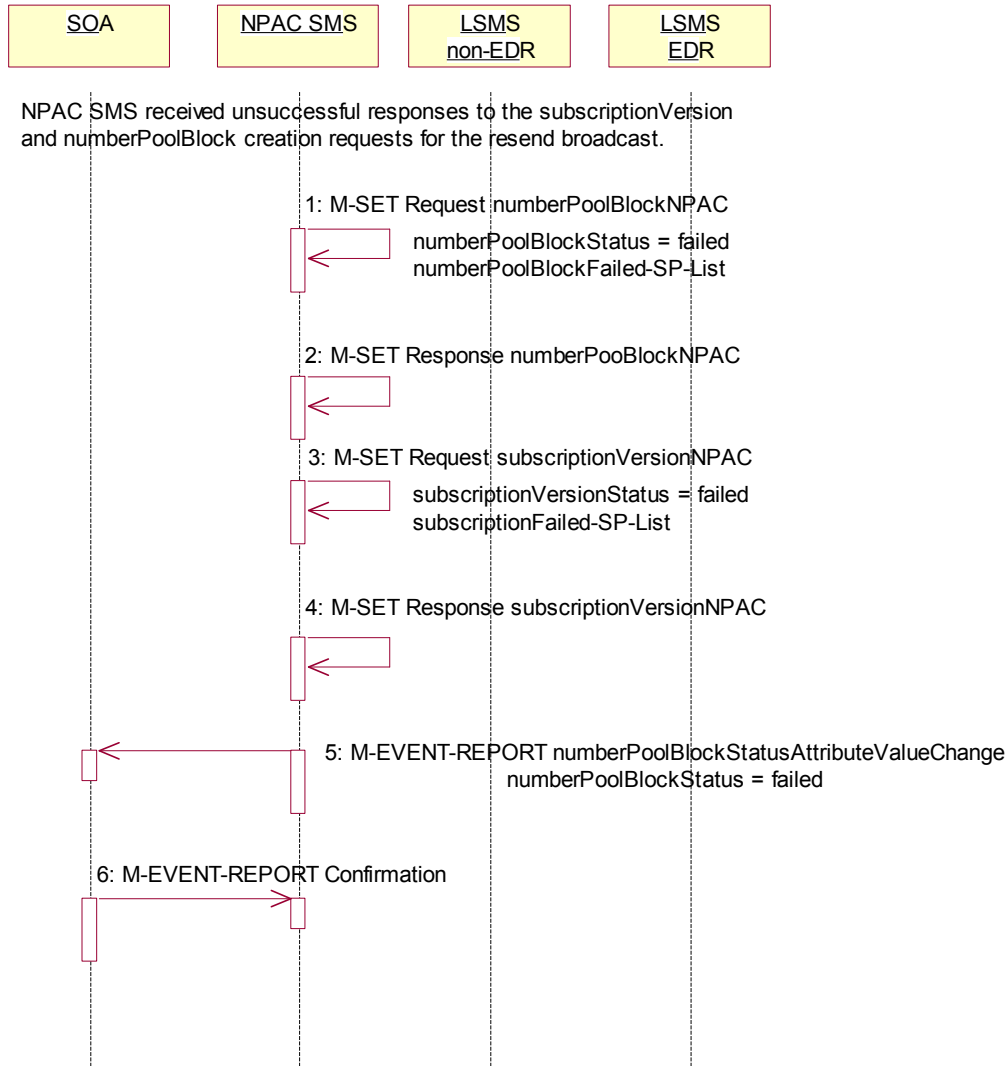 SOA
NPAC SMS
LSMS
non-EDR
LSMS
EDR
NPAC SMS received unsuccessful responses to the subscriptionVersion
and numberPoolBlock creation requests for the resend broadcast.
1: M-SET Request numberPoolBlockNPAC
numberPoolBlockStatus = failed
numberPoolBlockFailed-SP-List
2: M-SET Response numberPooBlockNPAC
3: M-SET Request subscriptionVersionNPAC
subscriptionVersionStatus = failed
subscriptionFailed-SP-List
4: M-SET Response subscriptionVersionNPAC
5: M-EVENT-REPORT numberPoolBlockStatusAttributeValueChange
numberPoolBlockStatus = failed
6: M-EVENT-REPORT Confirmation